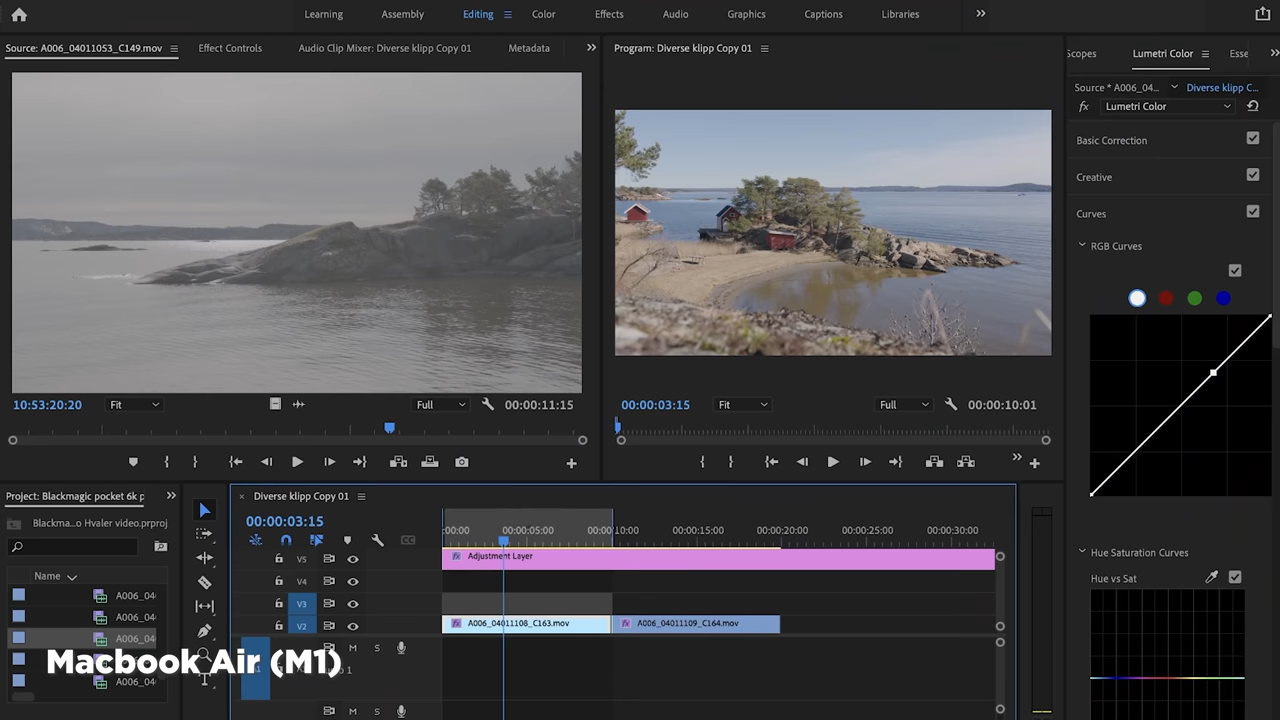 Learning Assembly Editing Color Effects Audio Graphics Captions Libraries
Source: A006_04011053_C149.mov Effect Controls Audio Clip Mixer: Diverse klipp Copy 01 Metadata
Program: Diverse klipp Copy 01
Scopes Lumetri Color Esse
Source * A006_04... Diverse klipp C...
fx Lumetri Color
Basic Correction
Creative
Curves
RGB Curves
10:53:20:20 Fit Full 00:00:11:15
00:00:03:15 Fit Full 00:00:10:01
Project: Blackmagic pocket 6k p
Blackma...o Hvaler video.prproj
Name
A006_04
A006_04
A006_04
A006_04
A006_04
× Diverse klipp Copy 01
00:00:03:15
:00:00 00:00:05:00 00:00:10:00 00:00:15:00 00:00:20:00 00:00:25:00 00:00:30:00
V5 fx Adjustment Layer
V4
V3
V2 fx A006_04011108_C163.mov fx A006_04011109_C164.mov
M S
M S
Hue Saturation Curves
Hue vs Sat
Macbook Air (M1)